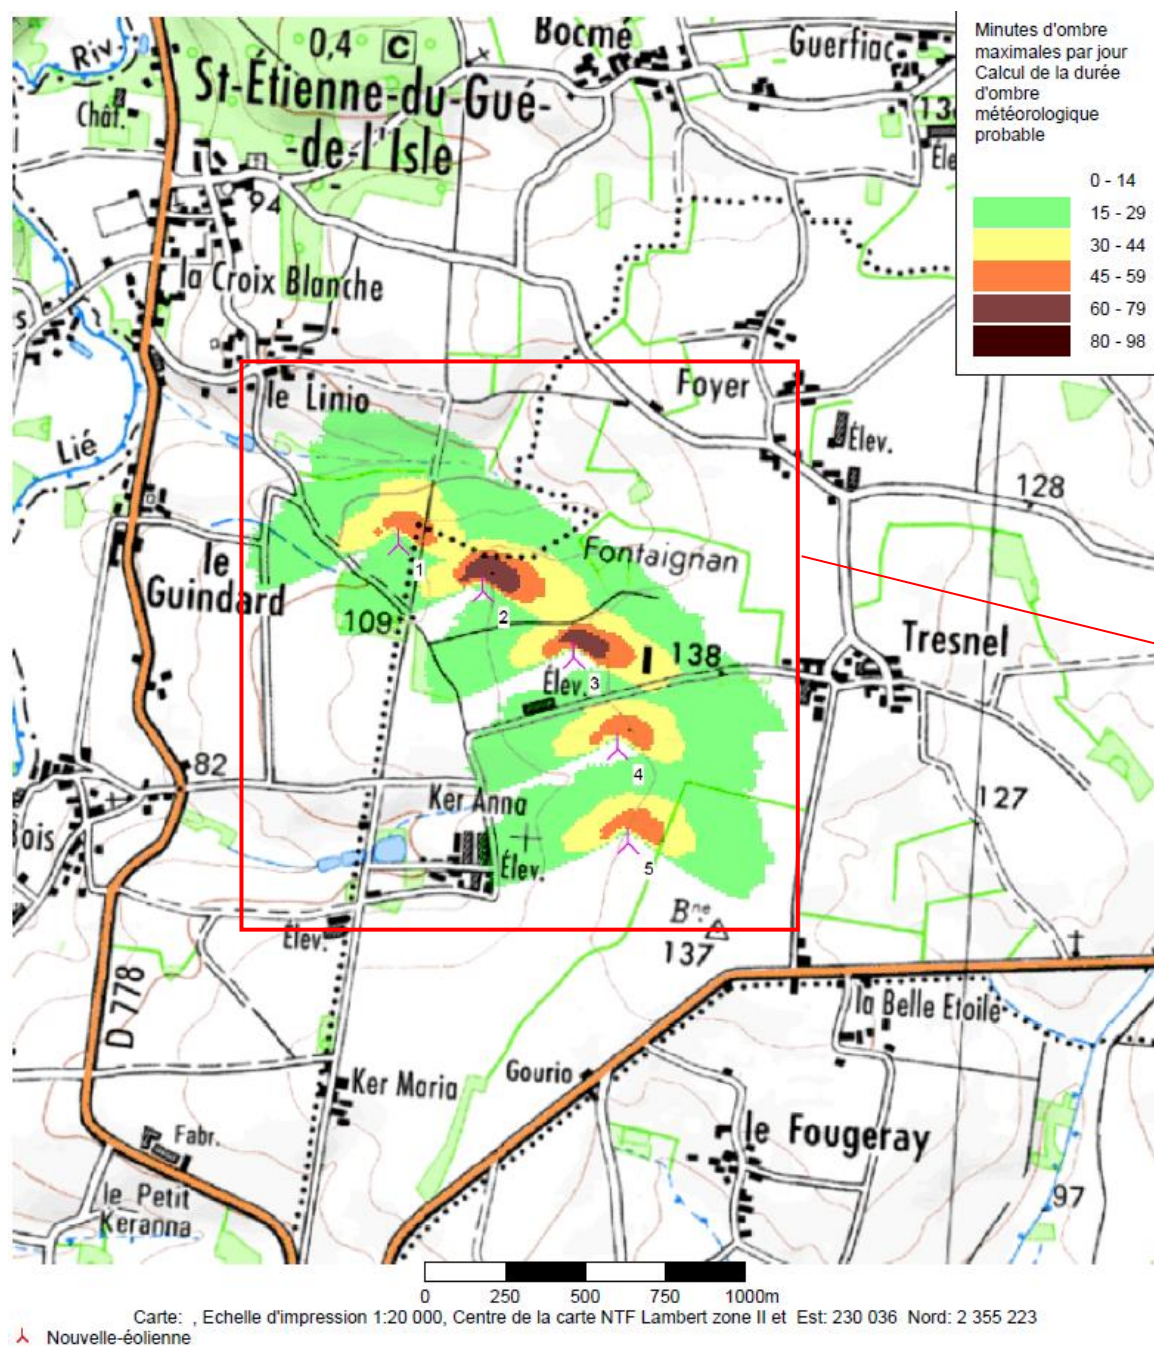 Minutes d'ombre
maximales par jour
Calcul de la durée
d'ombre
météorologique
probable
0 - 14
15 - 29
30 - 44
45 - 59
60 - 79
80 - 98
Riv.
0,4
C
Bocmé
Guerfiac
Chât.
St-Étienne-du-Gué-
-de-l'Isle
94
la Croix Blanche
le Linio
Foyer
Lié
Élev.
128
le
Guindard
Fontaignan
1
2
109
3
138
Tresnel
Élev.
4
82
Ker Anna
127
Bois
Élev.
5
Bne
137
Élev.
D 778
la Belle Etoile
Ker Maria
Gourio
Fabr.
le Fougeray
le Petit
Keranna
97
0 250 500 750 1000m
Carte: , Echelle d'impression 1:20 000, Centre de la carte NTF Lambert zone II et Est: 230 036 Nord: 2 355 223
Nouvelle-éolienne